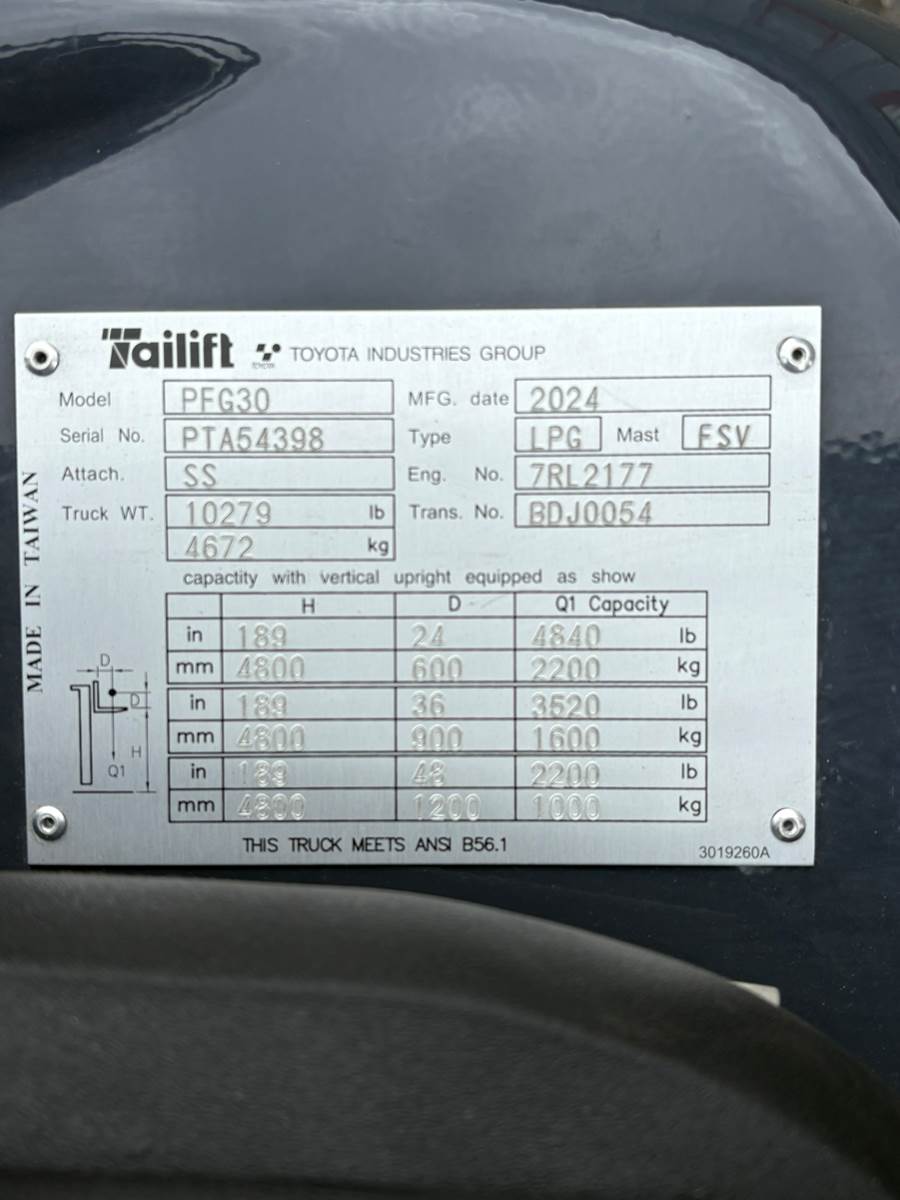 Tailift TOYOTA INDUSTRIES GROUP
Model PFG30 MFG. date 2024
Serial No. PTA54398 Type LPG Mast FSV
Attach. SS Eng. No. 7RL2177
Truck WT. 10279 lb Trans. No. BDJ0054
4672 kg
capactity with vertical upright equipped as show
H D Q1 Capacity
in 189 24 4840 lb
mm 4800 600 2200 kg
in 189 36 3520 lb
mm 4800 900 1600 kg
in 189 48 2200 lb
mm 4800 1200 1000 kg
MADE IN TAIWAN
D
D
H
Q1
THIS TRUCK MEETS ANSI B56.1
3019260A